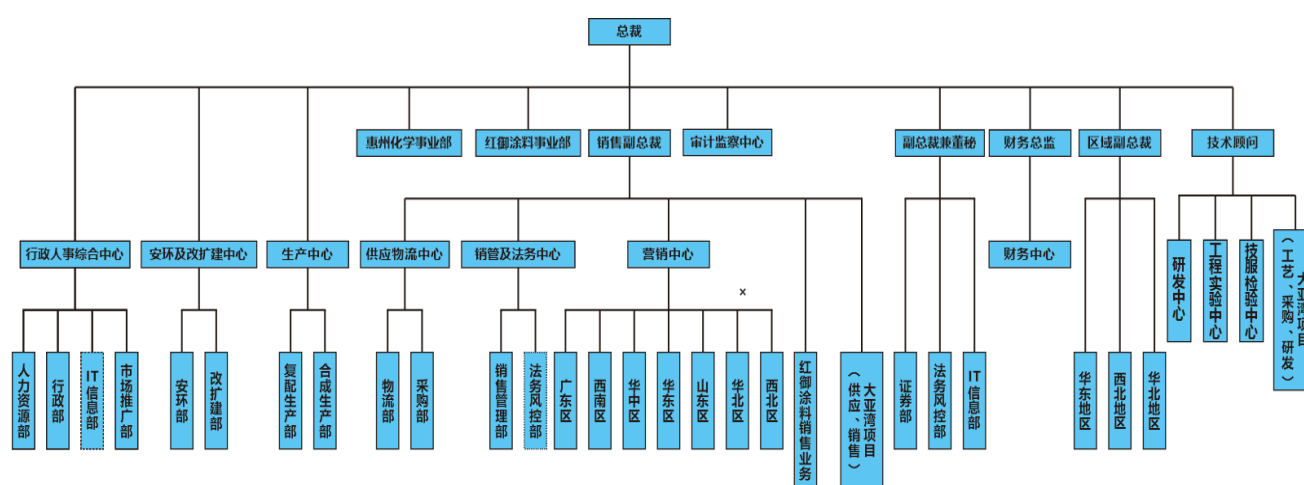 总裁
惠州化学事业部
红御涂料事业部
销售副总裁
审计监察中心
副总裁兼董秘
财务总监
区域副总裁
技术顾问
行政人事综合中心
安环及改扩建中心
生产中心
供应物流中心
销管及法务中心
营销中心
财务中心
研发中心
工程实验中心
技服检验中心
大亚湾项目
（工艺、采购、研发）
x
人力资源部
行政部
IT信息部
市场推广部
安环部
改扩建部
复配生产部
合成生产部
物流部
采购部
销售管理部
法务风控部
广东区
西南区
华中区
华东区
山东区
华北区
西北区
红御涂料销售业务
大亚湾项目
（供应、销售）
证券部
法务风控部
IT信息部
华东地区
西北地区
华北地区